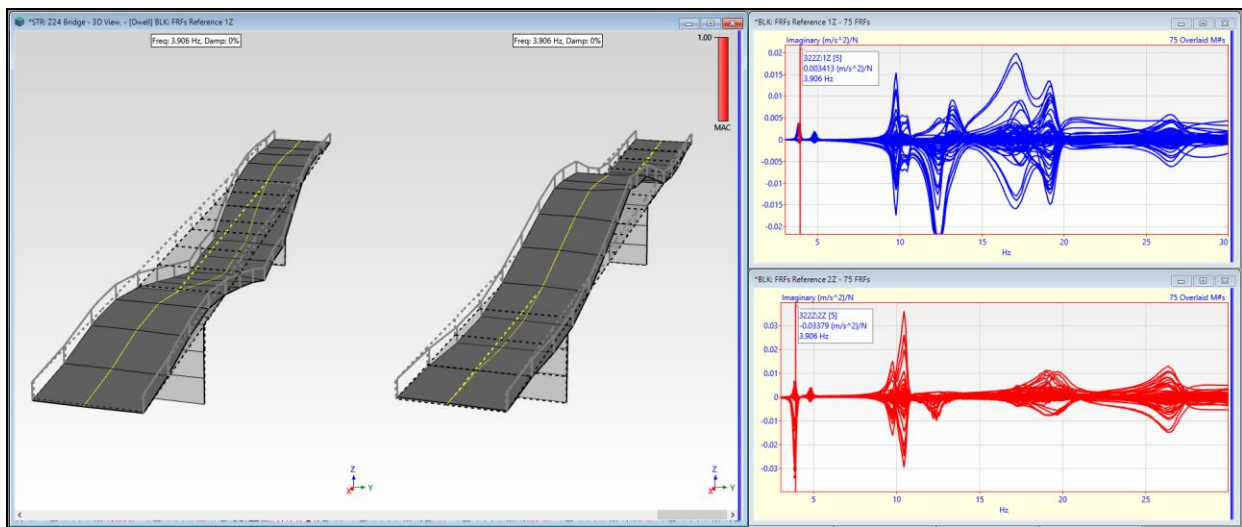 *STR: Z24 Bridge - 3D View, - [Dwell] BLK: FRFs Reference 1Z
Freq: 3.906 Hz, Damp: 0%
Freq: 3.906 Hz, Damp: 0%
1.00
MAC
Z
X
Y
Z
X
Y
*BLK: FRFs Reference 1Z - 75 FRFs
Imaginary (m/s^2)/N
75 Overlaid M#s
322Z:1Z [5]
0.003413 (m/s^2)/N
3.906 Hz
0.02
0.015
0.01
0.005
0
-0.005
-0.01
-0.015
-0.02
5
10
15
20
25
30
Hz
*BLK: FRFs Reference 2Z - 75 FRFs
Imaginary (m/s^2)/N
75 Overlaid M#s
322Z:2Z [5]
-0.03379 (m/s^2)/N
3.906 Hz
0.03
0.02
0.01
0
-0.01
-0.02
-0.03
5
10
15
20
25
Hz